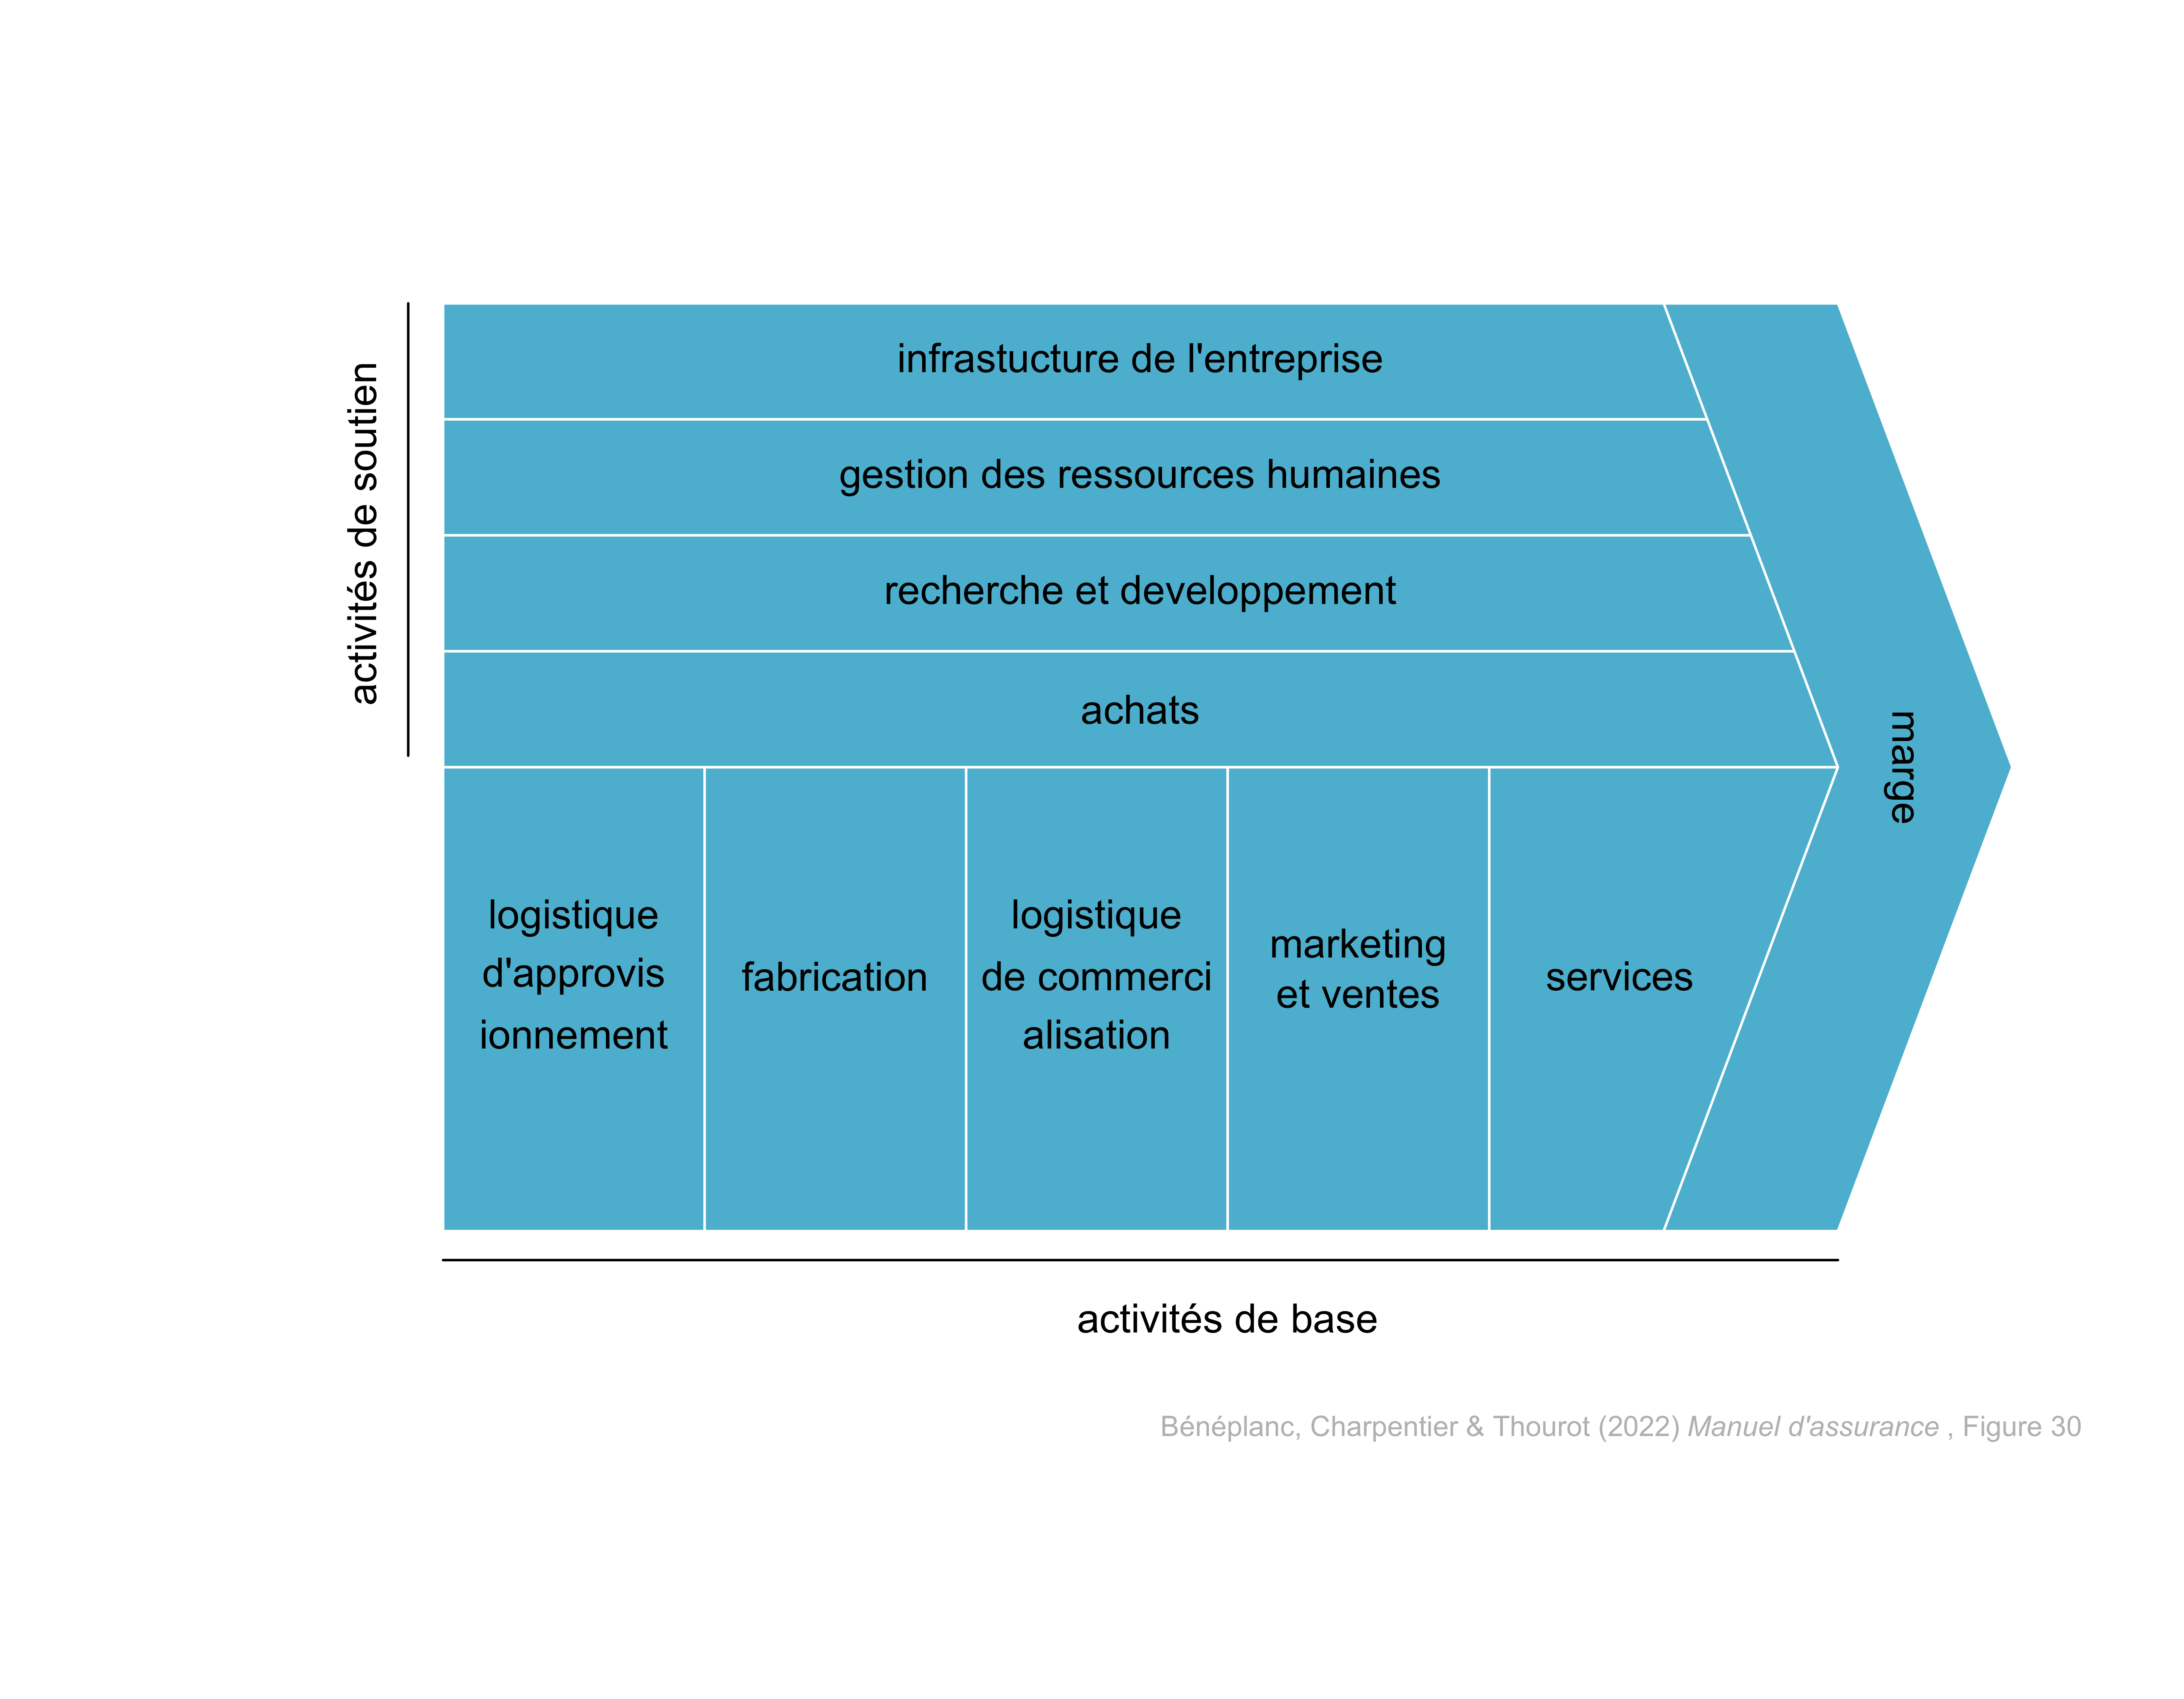 activités de soutien
infrastucture de l'entreprise
gestion des ressources humaines
recherche et developpement
achats
marge
logistique
d'approvis
ionnement
fabrication
logistique
de commerci
alisation
marketing
et ventes
services
activités de base
Bénéplanc, Charpentier & Thourot (2022) Manuel d'assurance , Figure 30